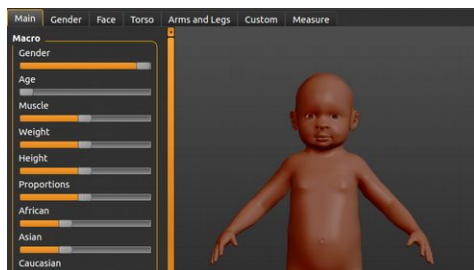 Main Gender Face Torso Arms and Legs Custom Measure
Macro
Gender
Age
Muscle
Weight
Height
Proportions
African
Asian
Caucasian